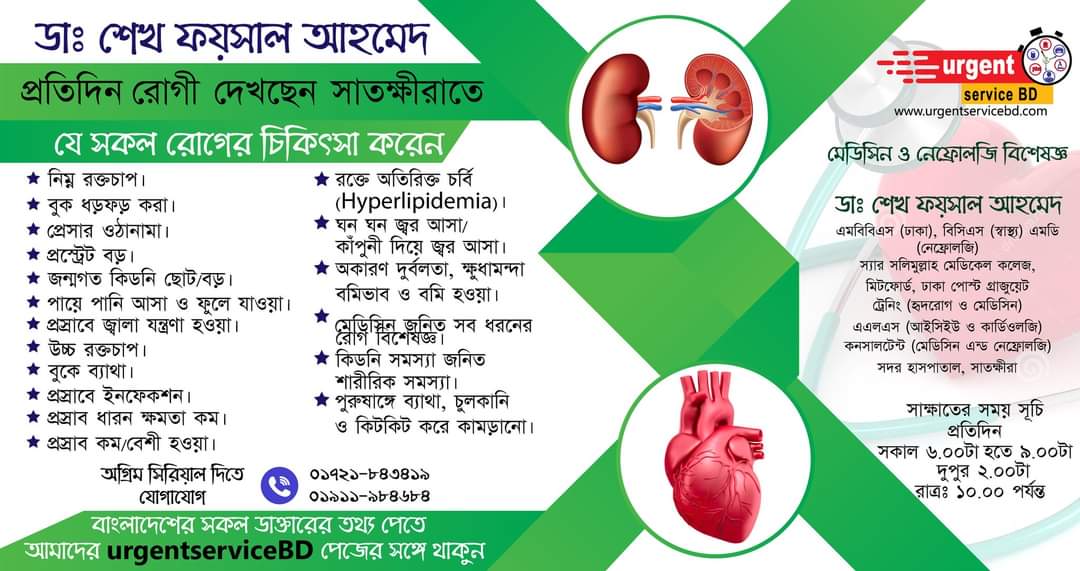 ডাঃ শেখ ফয়সাল আহমেদ
প্রতিদিন রোগী দেখছেন সাতক্ষীরাতে
যে সকল রোগের চিকিৎসা করেন
★ নিম্ন রক্তচাপ।
★ বুক ধড়ফড় করা।
★ প্রেসার ওঠানামা।
★ প্রস্ট্রেট বড়।
★ জন্মগত কিডনি ছোট/বড়।
★ পায়ে পানি আসা ও ফুলে যাওয়া।
★ প্রস্রাবে জ্বালা যন্ত্রণা হওয়া।
★ উচ্চ রক্তচাপ।
★ বুকে ব্যাথা।
★ প্রস্রাবে ইনফেকশন।
★ প্রস্রাব ধারন ক্ষমতা কম।
★ প্রস্রাব কম/বেশী হওয়া।
★ রক্তে অতিরিক্ত চর্বি
(Hyperlipidemia)।
★ ঘন ঘন জ্বর আসা/
কাঁপুনী দিয়ে জ্বর আসা।
★ অকারণ দুর্বলতা, ক্ষুধামন্দা
বমিভাব ও বমি হওয়া।
★ মেডিসিন জনিত সব ধরনের
রোগ বিশেষজ্ঞ।
★ কিডনি সমস্যা জনিত
শারীরিক সমস্যা।
★ পুরুষাঙ্গে ব্যাথা, চুলকানি
ও কিটকিট করে কামড়ানো।
অগ্রিম সিরিয়াল দিতে
যোগাযোগ
০১৭২১-৮৪৩৪১৯
০১৯১১-৯৮৪৬৮৪
বাংলাদেশের সকল ডাক্তারের তথ্য পেতে
আমাদের urgentserviceBD পেজের সঙ্গে থাকুন
urgent
service BD
www.urgentservicebd.com
মেডিসিন ও নেফ্রোলজি বিশেষজ্ঞ
ডাঃ শেখ ফয়সাল আহমেদ
এমবিবিএস (ঢাকা), বিসিএস (স্বাস্থ্য) এমডি
(নেফ্রোলজি)
স্যার সলিমুল্লাহ মেডিকেল কলেজ,
মিটফোর্ড, ঢাকা পোস্ট গ্রাজুয়েট
ট্রেনিং (হৃদরোগ ও মেডিসিন)
এএলএস (আইসিইউ ও কার্ডিওলজি)
কনসালটেন্ট (মেডিসিন এন্ড নেফ্রোলজি)
সদর হাসপাতাল, সাতক্ষীরা
সাক্ষাতের সময় সূচি
প্রতিদিন
সকাল ৬.০০টা হতে ৯.০০টা
দুপুর ২.০০টা
রাত্রঃ ১০.০০ পর্যন্ত